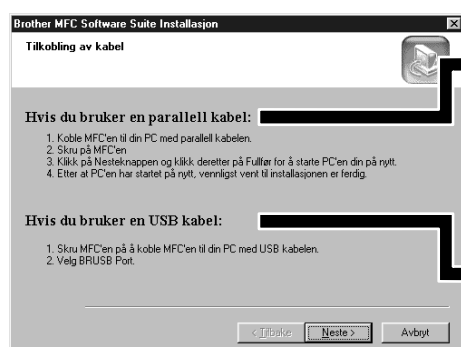 Brother MFC Software Suite Installasjon
Tilkobling av kabel
Hvis du bruker en parallell kabel:
1. Koble MFC'en til din PC med parallell kabelen.
2. Skru på MFC'en
3. Klikk på Nesteknappen og klikk deretter på Fullfør for å starte PC'en din på nytt.
4. Etter at PC'en har startet på nytt, vennligst vent til installasjonen er ferdig.
Hvis du bruker en USB kabel:
1. Skru MFC'en på å koble MFC'en til din PC med USB kabelen.
2. Velg BRUSB Port.
< Tilbake Neste > Avbryt